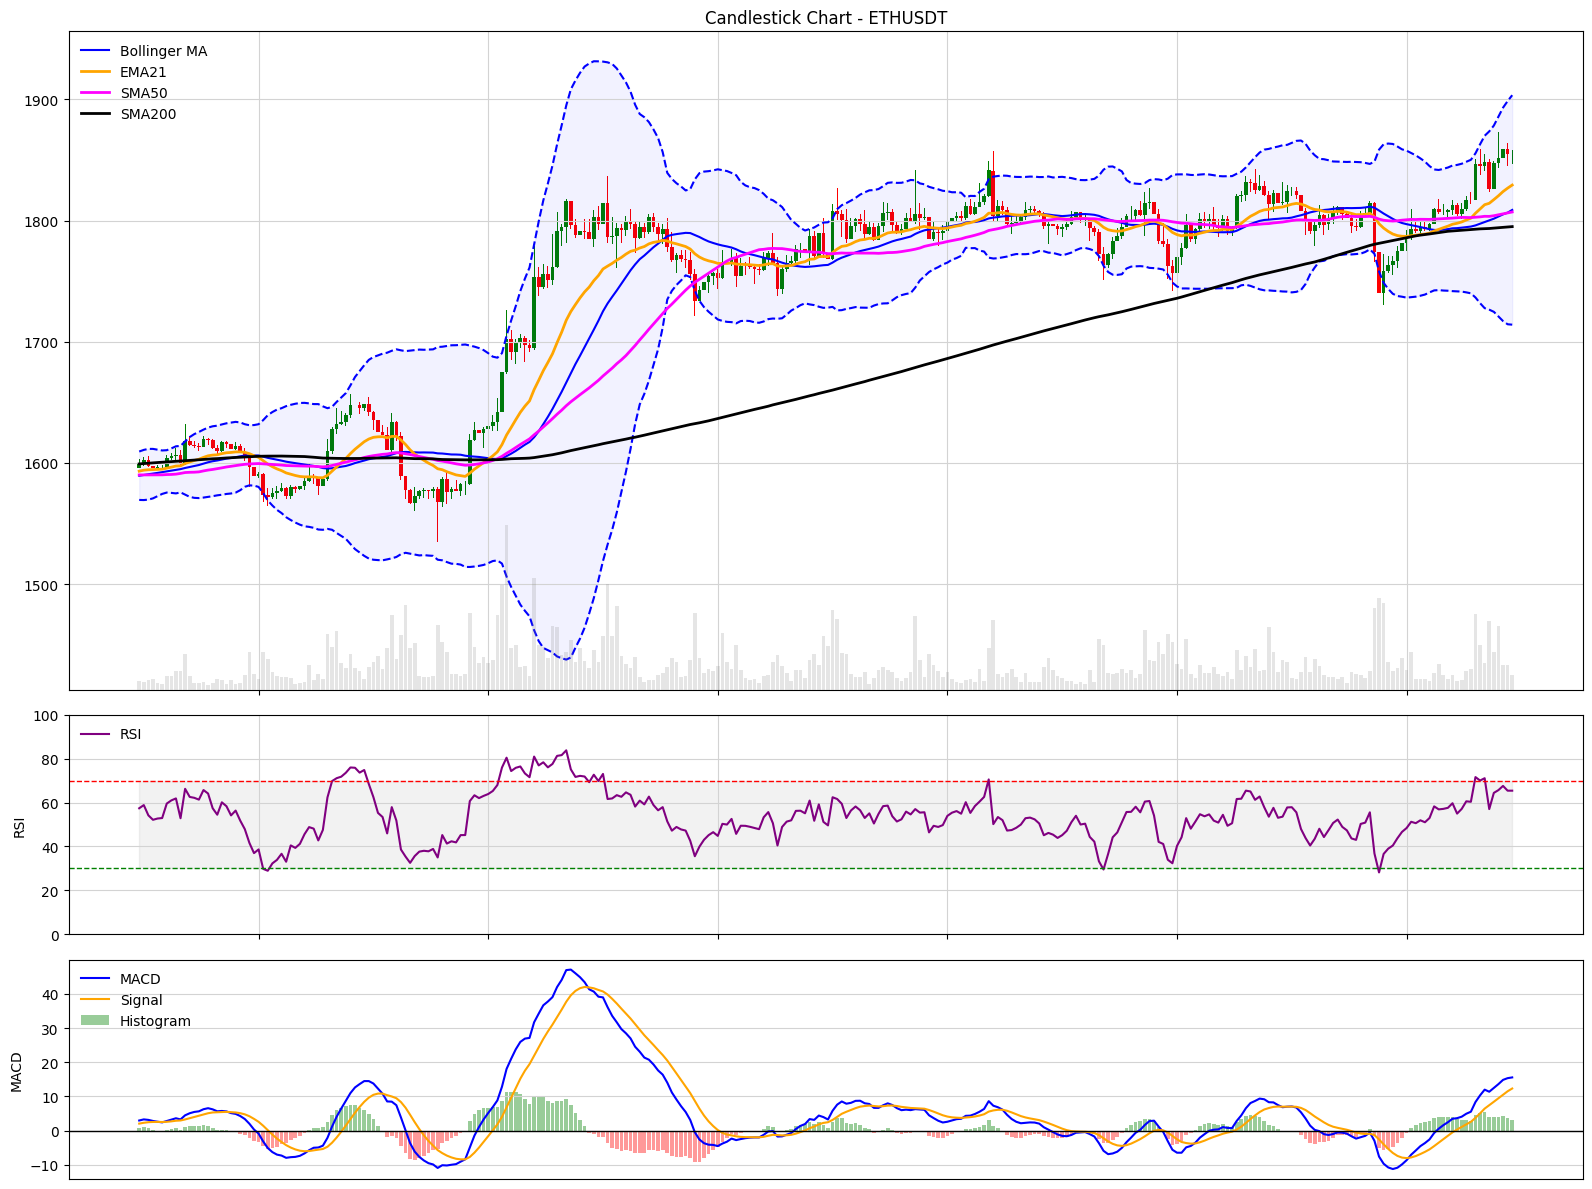 Candlestick Chart - ETHUSDT
Bollinger MA
EMA21
SMA50
SMA200
1900
1800
1700
1600
1500
100
RSI
80
60
RSI
40
20
0
MACD
Signal
Histogram
40
30
20
MACD
10
0
−10